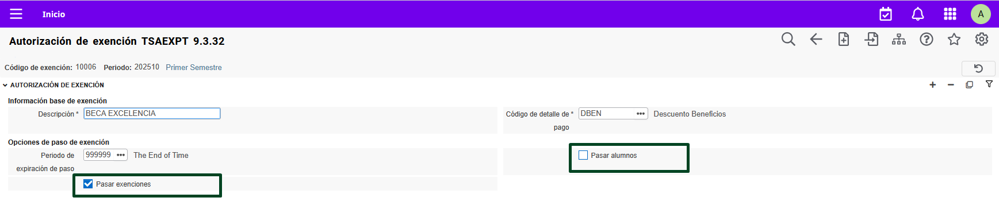 Inicio
A
Autorización de exención TSAEXPT 9.3.32
Código de exención: 10006 Periodo: 202510 Primer Semestre
AUTORIZACIÓN DE EXENCIÓN
Información base de exención
Descripción * BECA EXCELENCIA
Código de detalle de * DBEN ••• Descuento Beneficios
pago
Opciones de paso de exención
Periodo de 999999 ••• The End of Time
expiración de paso
Pasar alumnos
Pasar exenciones